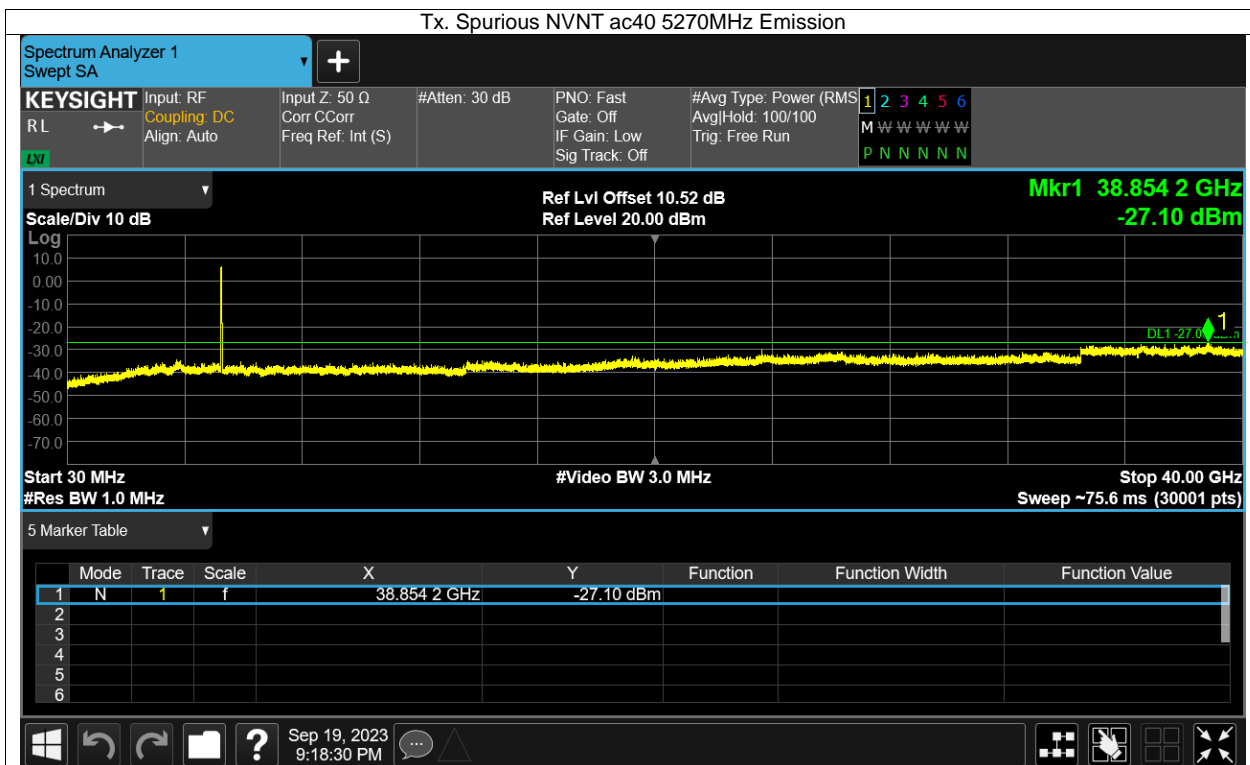 Tx. Spurious NVNT ac40 5270MHz Emission
Spectrum Analyzer 1
Swept SA
KEYSIGHT
RL
LXI
Input: RF
Coupling: DC
Align: Auto
Input Z: 50 Ω
Corr CCorr
Freq Ref: Int (S)
#Atten: 30 dB
PNO: Fast
Gate: Off
IF Gain: Low
Sig Track: Off
#Avg Type: Power (RMS
Avg|Hold: 100/100
Trig: Free Run
1 2 3 4 5 6
M W W W W W
P N N N N N
1 Spectrum
Scale/Div 10 dB
Ref Lvl Offset 10.52 dB
Ref Level 20.00 dBm
Mkr1 38.854 2 GHz
-27.10 dBm
Log
10.0
0.00
-10.0
-20.0
-30.0
-40.0
-50.0
-60.0
-70.0
1
DL1 -27.0
Start 30 MHz
#Res BW 1.0 MHz
#Video BW 3.0 MHz
Stop 40.00 GHz
Sweep ~75.6 ms (30001 pts)
5 Marker Table
Mode Trace Scale X Y Function Function Width Function Value
1 N 1 f 38.854 2 GHz -27.10 dBm
2
3
4
5
6
?
Sep 19, 2023
9:18:30 PM